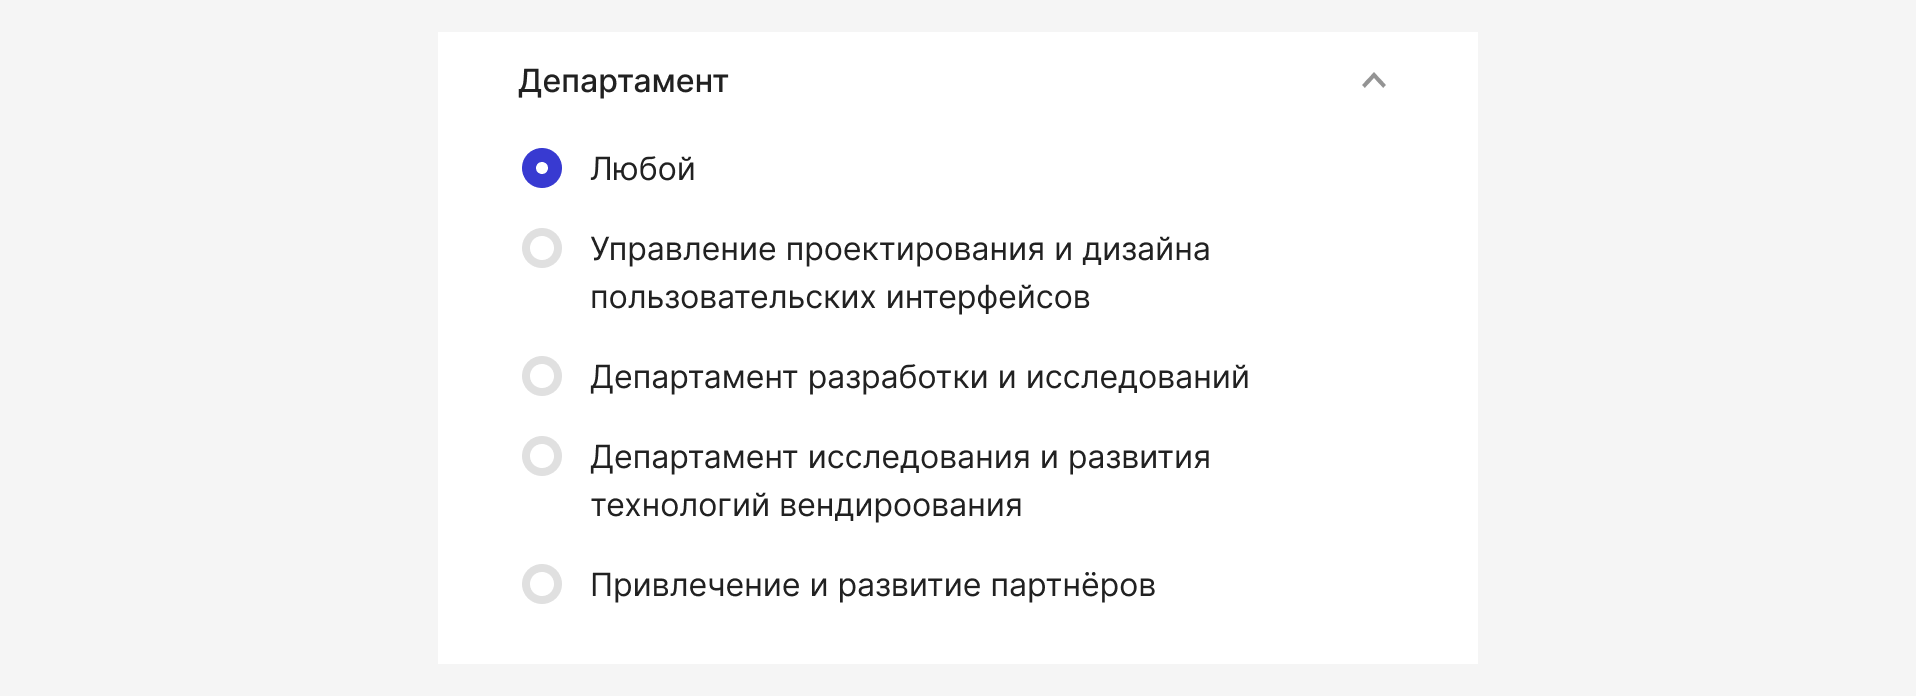 Департамент
Любой
Управление проектирования и дизайна
пользовательских интерфейсов
Департамент разработки и исследований
Департамент исследования и развития
технологий вендироования
Привлечение и развитие партнёров